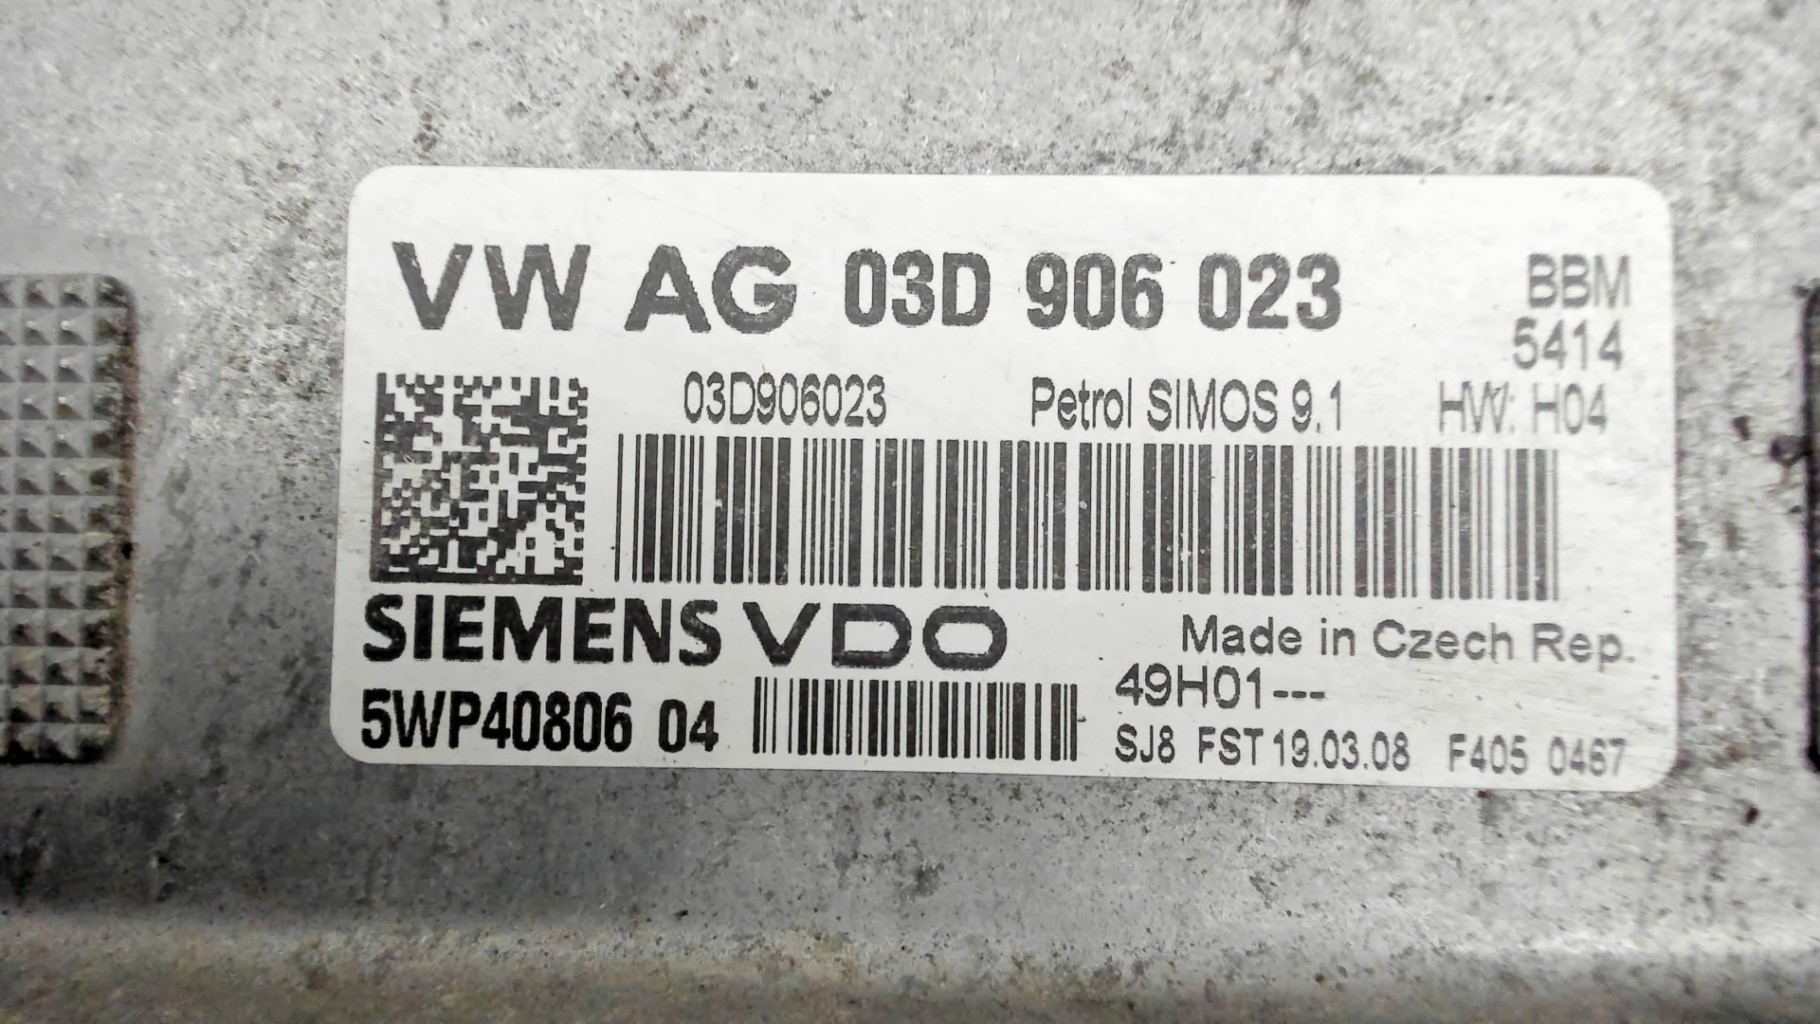 VW AG 03D 906 023
BBM
5414
03D906023 Petrol SIMOS 9.1 HW: H04
SIEMENS VDO
Made in Czech Rep.
49H01---
5WP40806 04
SJ8 FST 19.03.08 F405 0467